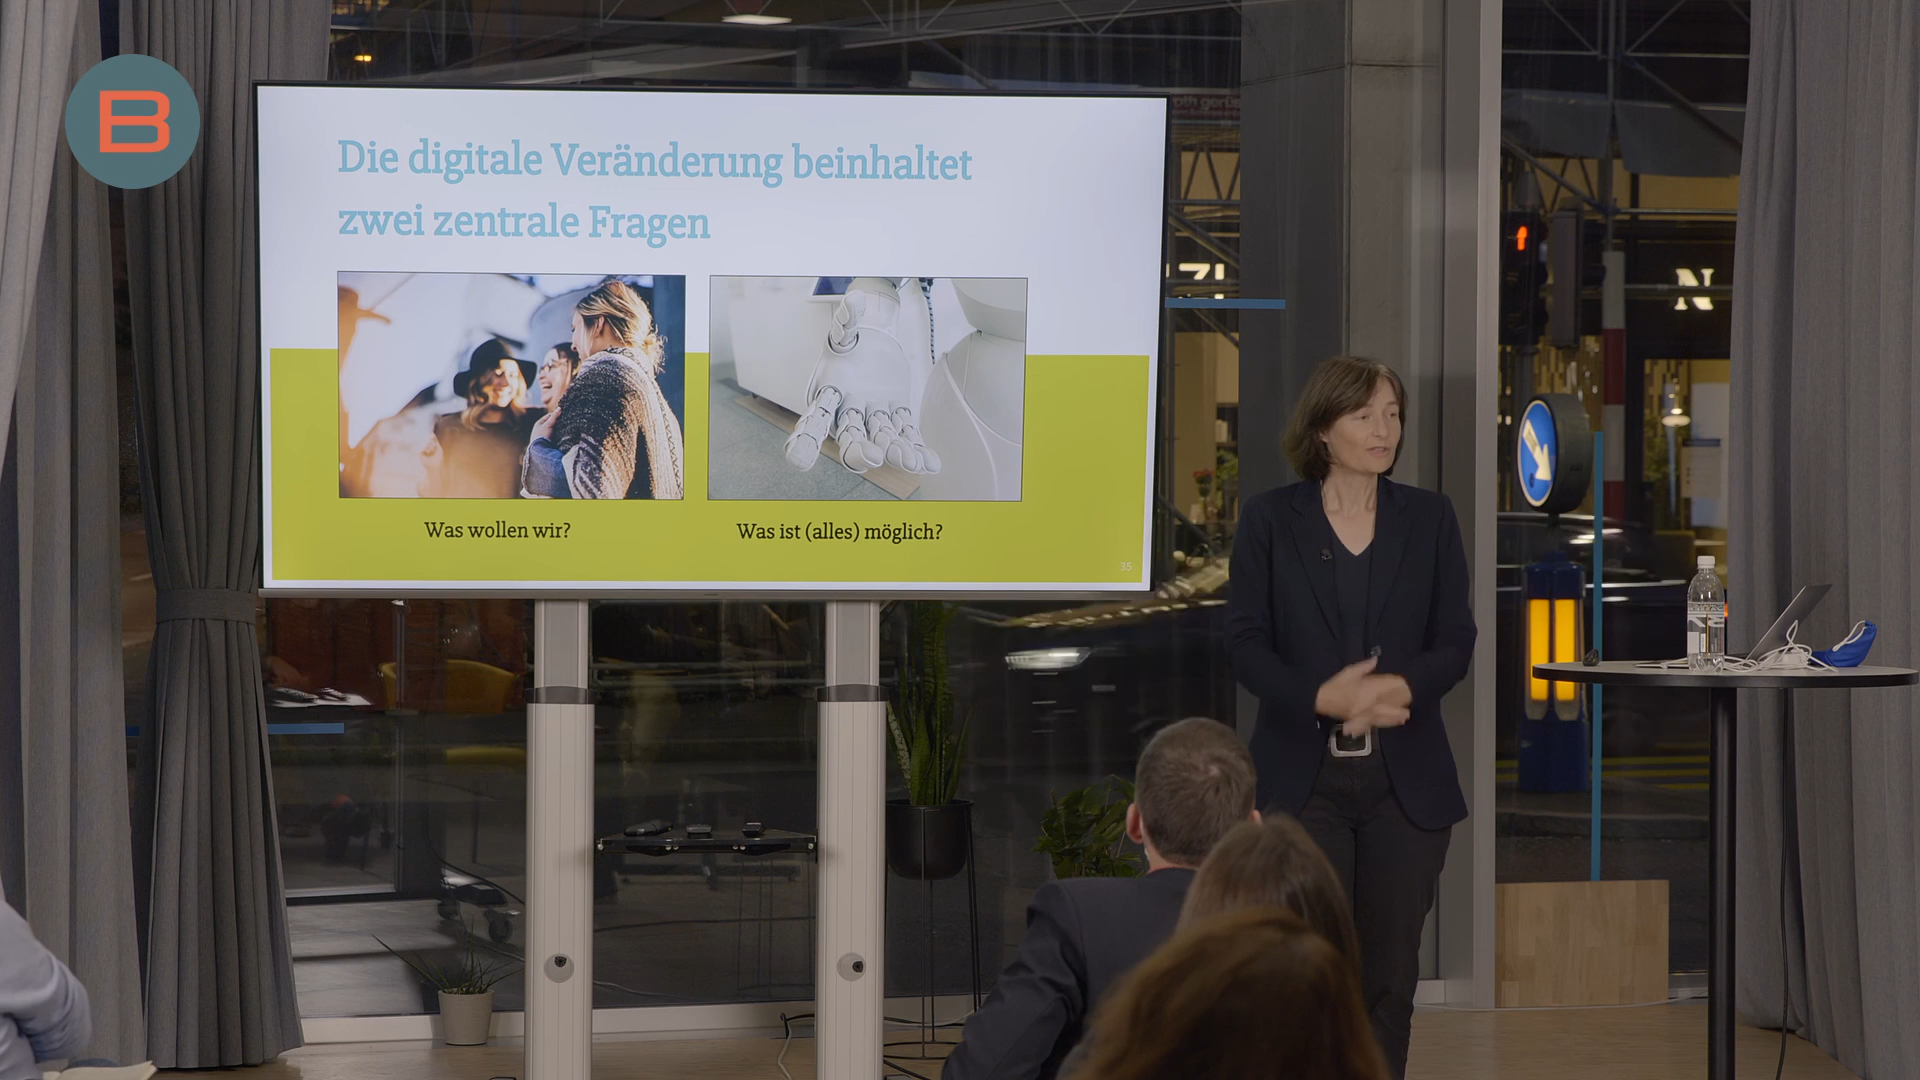 B
Die digitale Veränderung beinhaltet
zwei zentrale Fragen
Was wollen wir?
Was ist (alles) möglich?
35
N